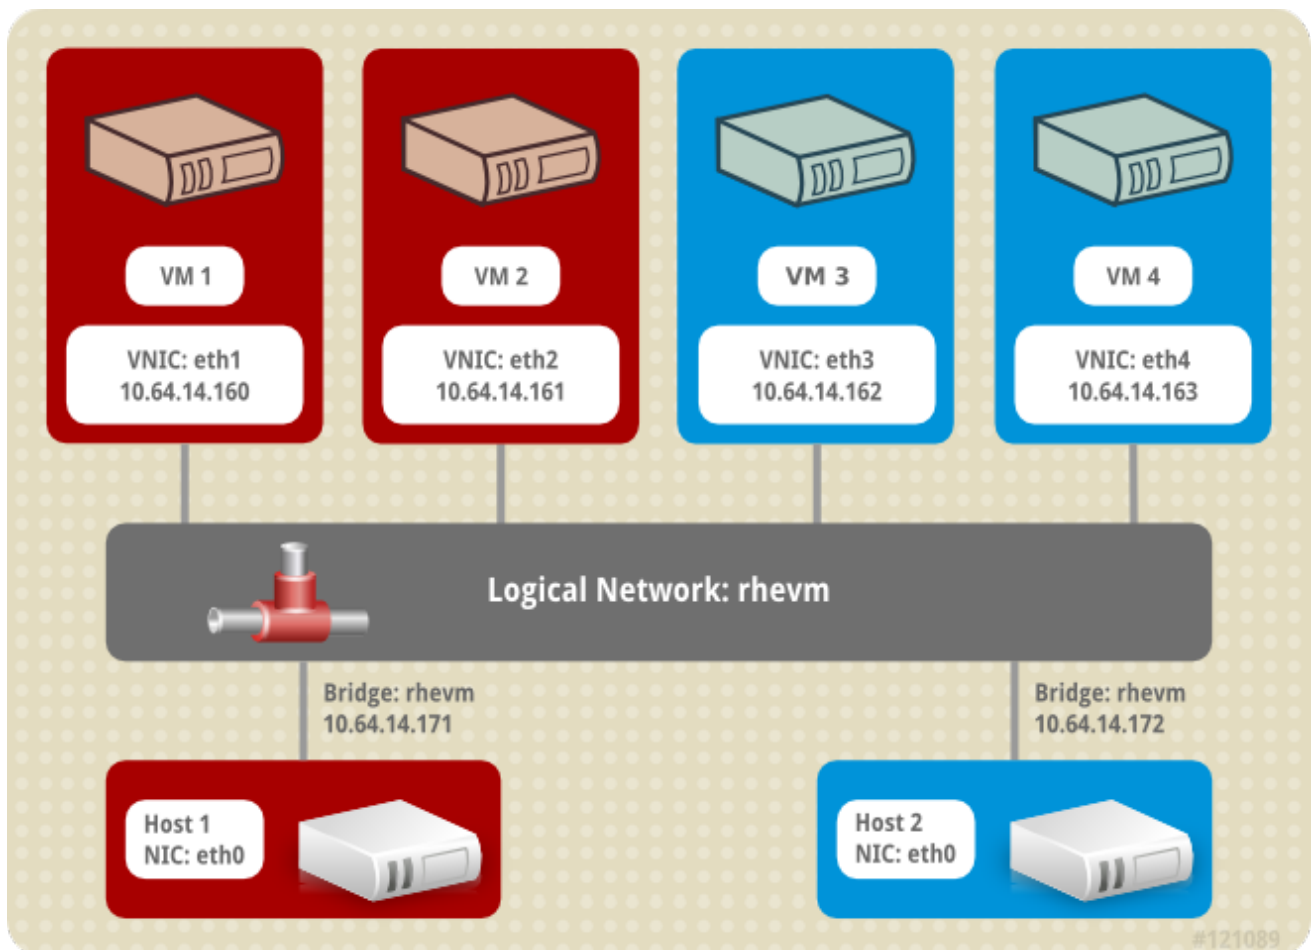 VM 1
VNIC: eth1
10.64.14.160
VM 2
VNIC: eth2
10.64.14.161
VM 3
VNIC: eth3
10.64.14.162
VM 4
VNIC: eth4
10.64.14.163
Logical Network: rhevm
Bridge: rhevm
10.64.14.171
Bridge: rhevm
10.64.14.172
Host 1
NIC: eth0
Host 2
NIC: eth0
#121089